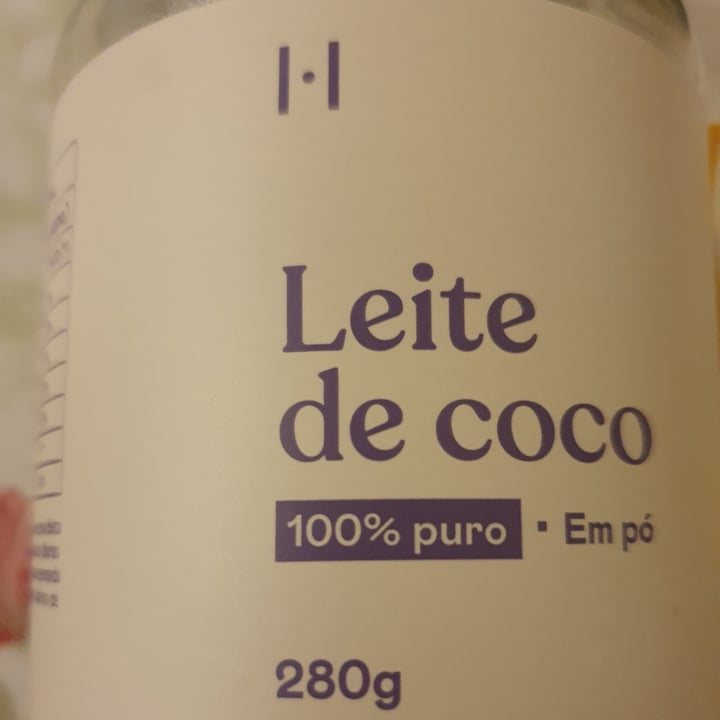 Leite
de coco
100% puro · Em pó
280g